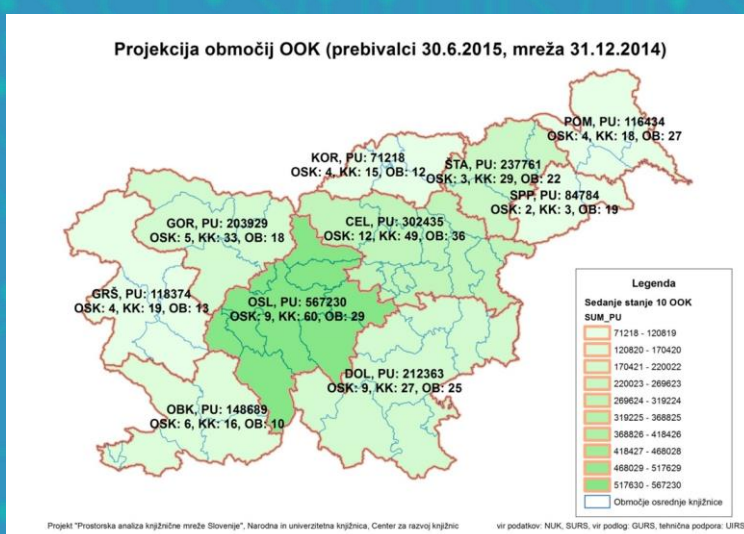 Projekcija območij OOK (prebivalci 30.6.2015, mreža 31.12.2014)
POM, PU: 116434
OSK: 4, KK: 18, OB: 27
KOR, PU: 71218
OSK: 4, KK: 15, OB: 12
ŠTA, PU: 237761
OSK: 3, KK: 29, OB: 22
SPP, PU: 84784
OSK: 2, KK: 3, OB: 19
GOR, PU: 203929
OSK: 5, KK: 33, OB: 18
CEL, PU: 302435
OSK: 12, KK: 49, OB: 36
GRŠ, PU: 118374
OSK: 4, KK: 19, OB: 13
OSL, PU: 567230
OSK: 9, KK: 60, OB: 29
DOL, PU: 212363
OSK: 9, KK: 27, OB: 25
OBK, PU: 148689
OSK: 6, KK: 16, OB: 10
Legenda
Sedanje stanje 10 OOK
SUM_PU
71218 - 120819
120820 - 170420
170421 - 220022
220023 - 269623
269624 - 319224
319225 - 368825
368826 - 418426
418427 - 468028
468029 - 517629
517630 - 567230
Območje osrednje knjižnice
Projekt "Prostorska analiza knjižnične mreže Slovenije", Narodna in univerzitetna knjižnica, Center za razvoj knjižnic
vir podatkov: NUK, SURS, vir podlog: GURS, tehnična podpora: UIRS